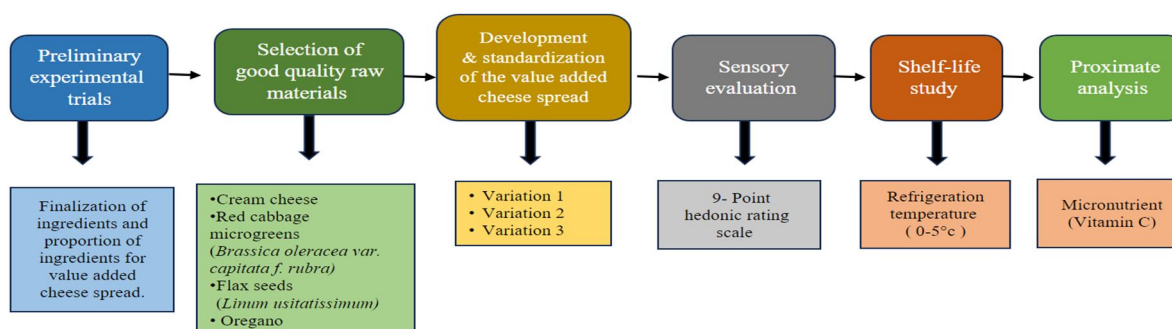 Preliminary
experimental
trials
Selection of
good quality raw
materials
Development
& standardization
of the value added
cheese spread
Sensory
evaluation
Shelf-life
study
Proximate
analysis
Finalization of
ingredients and
proportion of
ingredients for
value added
cheese spread.
•Cream cheese
•Red cabbage
microgreens
(Brassica oleracea var.
capitata f. rubra)
•Flax seeds
(Linum usitatissimum)
• Oregano
• Variation 1
• Variation 2
• Variation 3
9- Point
hedonic rating
scale
Refrigeration
temperature
( 0-5°c )
Micronutrient
(Vitamin C)